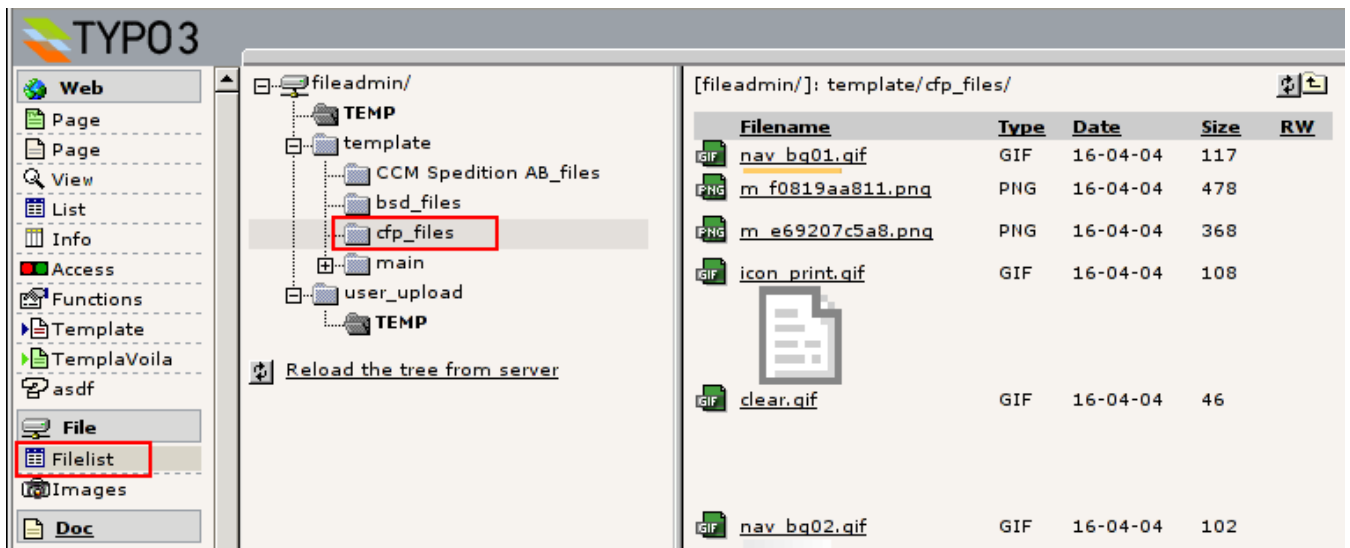 TYPO3
Web
Page
Page
View
List
Info
Access
Functions
Template
TemplaVoila
asdf
File
Filelist
Images
Doc
fileadmin/
TEMP
template
CCM Spedition AB_files
bsd_files
cfp_files
main
user_upload
TEMP
Reload the tree from server
[fileadmin/]: template/cfp_files/
Filename Type Date Size RW
GIF nav_bg01.gif GIF 16-04-04 117
PNG m_f0819aa811.png PNG 16-04-04 478
PNG m_e69207c5a8.png PNG 16-04-04 368
GIF icon_print.gif GIF 16-04-04 108
GIF clear.gif GIF 16-04-04 46
GIF nav_bg02.gif GIF 16-04-04 102